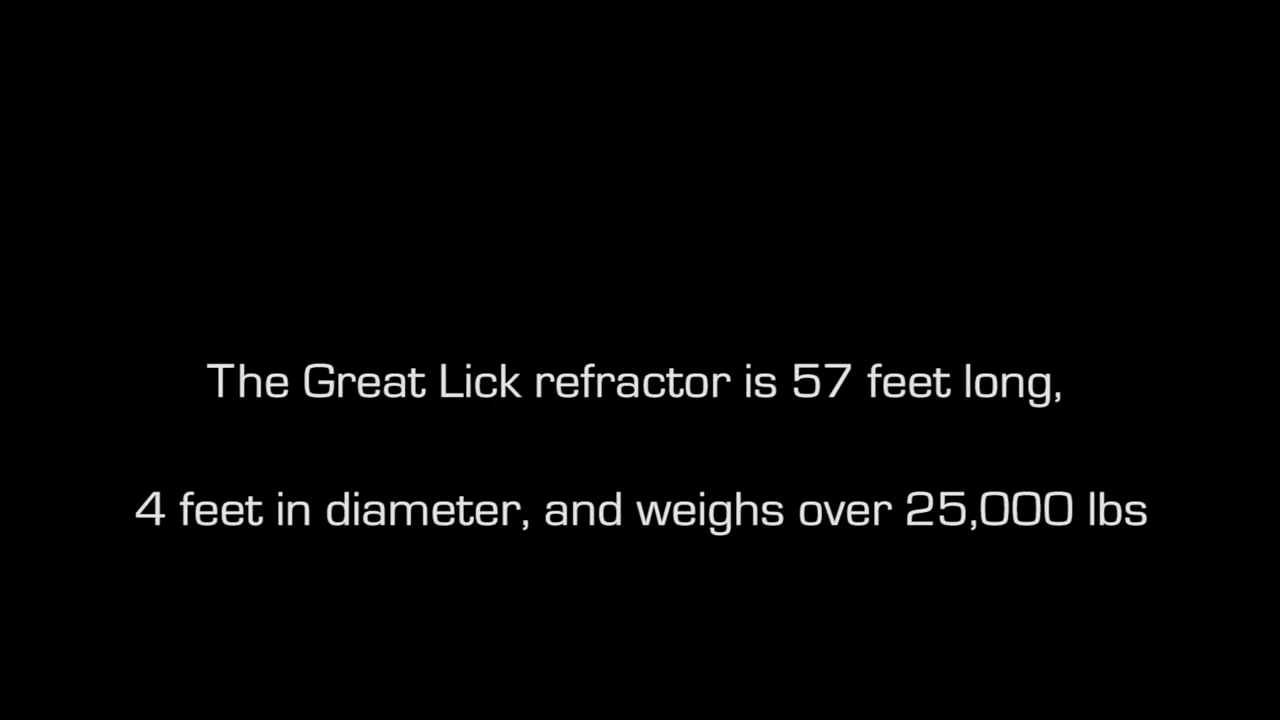 The Great Lick refractor is 57 feet long,
4 feet in diameter, and weighs over 25,000 lbs